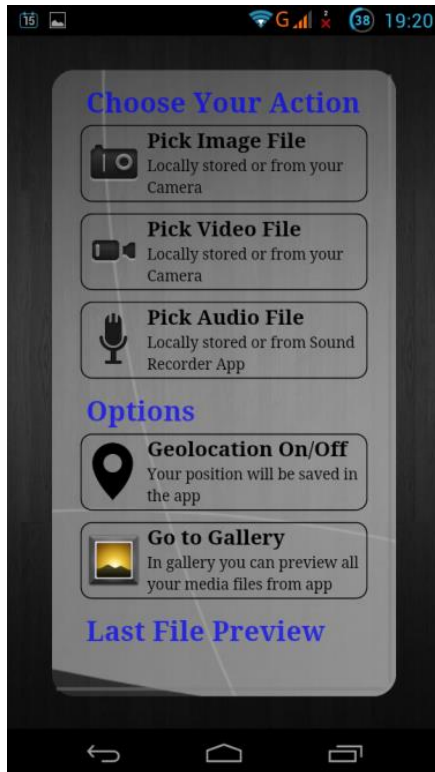 15 G 38 19:20
Choose Your Action
Pick Image File
Locally stored or from your
Camera
Pick Video File
Locally stored or from your
Camera
Pick Audio File
Locally stored or from Sound
Recorder App
Options
Geolocation On/Off
Your position will be saved in
the app
Go to Gallery
In gallery you can preview all
your media files from app
Last File Preview